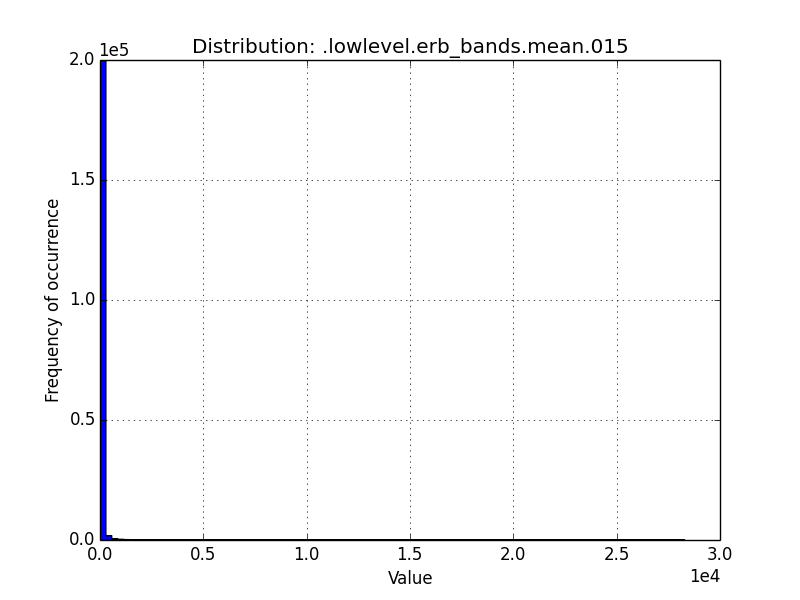 Distribution: .lowlevel.erb_bands.mean.015
1e5
2.0
1.5
1.0
0.5
0.0
Frequency of occurrence
0.0 0.5 1.0 1.5 2.0 2.5 3.0
1e4
Value